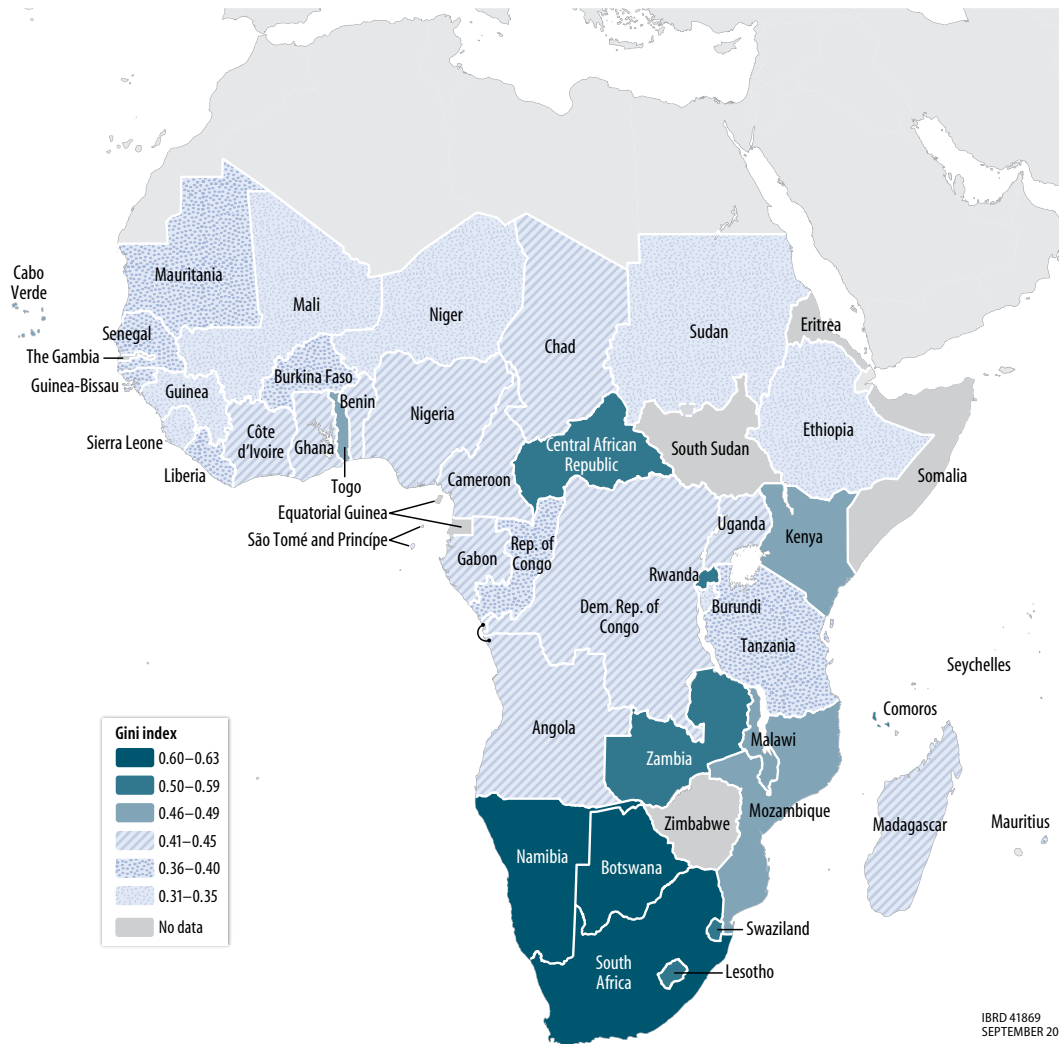 Cabo
Verde
Mauritania
Mali
Niger
Chad
Sudan
Eritrea
Senegal
The Gambia
Guinea-Bissau
Guinea
Burkina Faso
Benin
Nigeria
Ethiopia
Sierra Leone
Côte
d'Ivoire
Ghana
Central African
Republic
South Sudan
Somalia
Liberia
Togo
Cameroon
Equatorial Guinea
São Tomé and Princípe
Gabon
Rep. of
Congo
Uganda
Kenya
Rwanda
Burundi
Dem. Rep. of
Congo
Tanzania
Seychelles
Comoros
Angola
Zambia
Malawi
Mozambique
Zimbabwe
Madagascar
Mauritius
Namibia
Botswana
Swaziland
South
Africa
Lesotho
Gini index
0.60–0.63
0.50–0.59
0.46–0.49
0.41–0.45
0.36–0.40
0.31–0.35
No data
IBRD 41869
SEPTEMBER 20